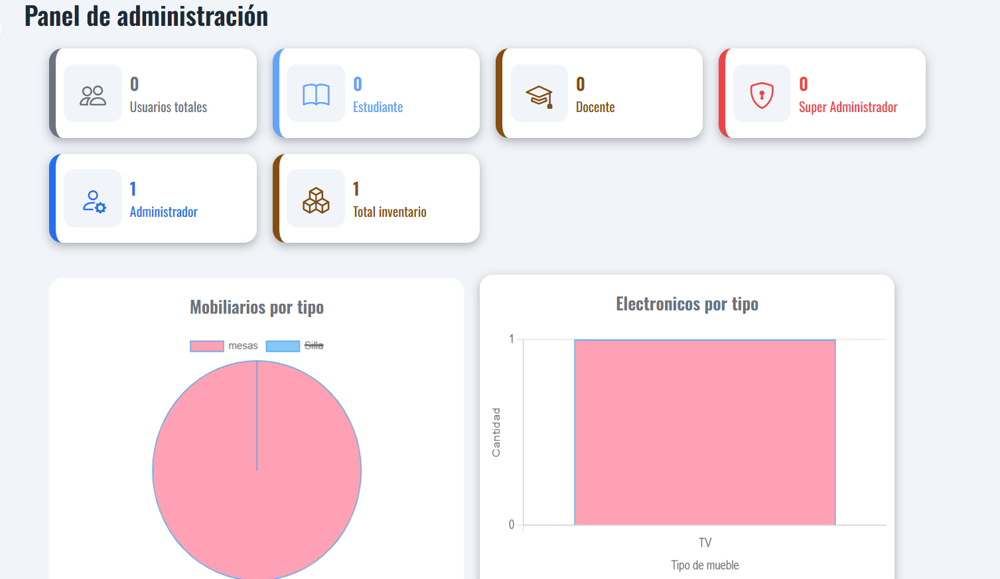 Panel de administración
0
Usuarios totales
0
Estudiante
0
Docente
0
Super Administrador
1
Administrador
1
Total inventario
Mobiliarios por tipo
mesas Silla
Electronicos por tipo
1
Cantidad
0
TV
Tipo de mueble